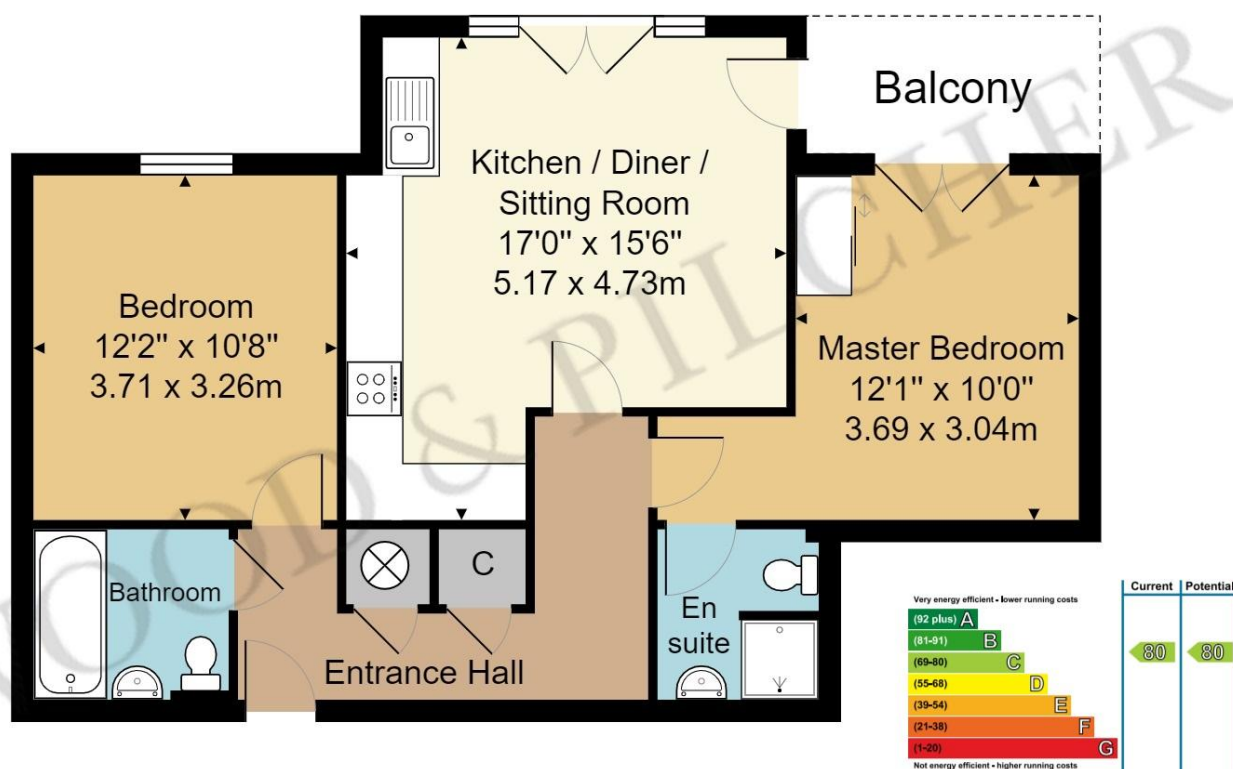 Balcony
Kitchen / Diner /
Sitting Room
17'0" x 15'6"
5.17 x 4.73m
Bedroom
12'2" x 10'8"
3.71 x 3.26m
Master Bedroom
12'1" x 10'0"
3.69 x 3.04m
Bathroom
C
En
suite
Entrance Hall
WOOD & PILCHER
Current Potential
Very energy efficient - lower running costs
(92 plus) A
(81-91) B
(69-80) C
80 80
(55-68) D
(39-54) E
(21-38) F
(1-20) G
Not energy efficient - higher running costs